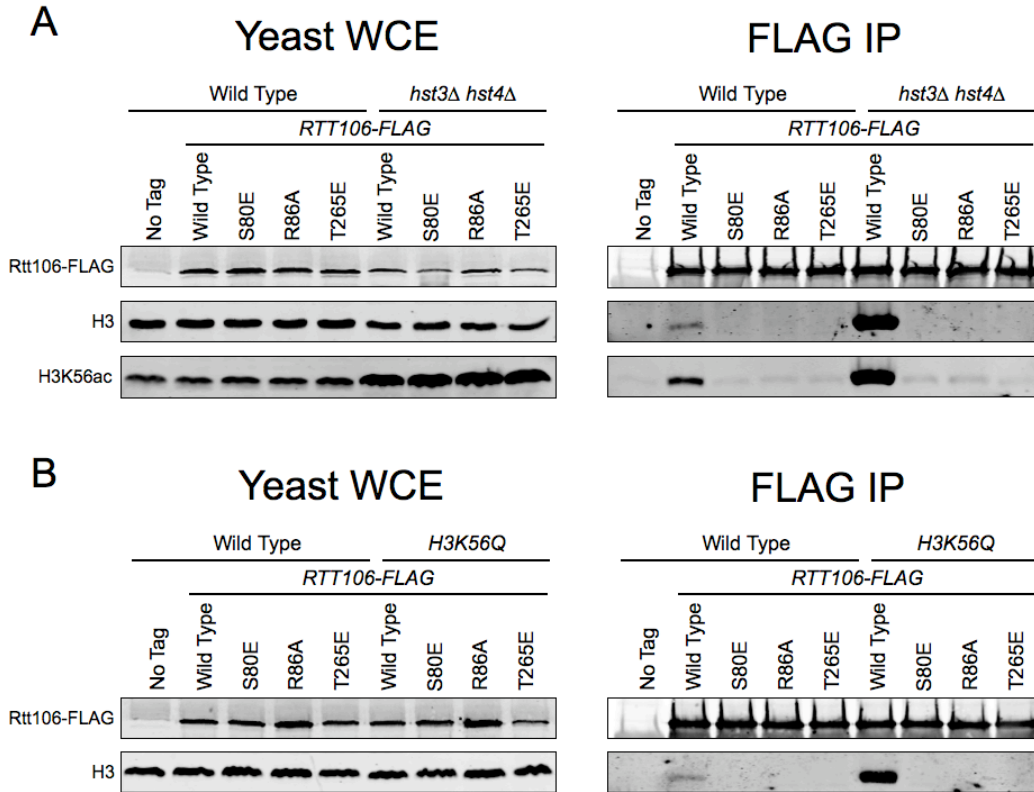 A
Yeast WCE
FLAG IP
Wild Type hst3Δ hst4Δ
Wild Type hst3Δ hst4Δ
RTT106-FLAG
RTT106-FLAG
No Tag
Wild Type
S80E
R86A
T265E
Wild Type
S80E
R86A
T265E
No Tag
Wild Type
S80E
R86A
T265E
Wild Type
S80E
R86A
T265E
Rtt106-FLAG
H3
H3K56ac
B
Yeast WCE
FLAG IP
Wild Type H3K56Q
Wild Type H3K56Q
RTT106-FLAG
RTT106-FLAG
No Tag
Wild Type
S80E
R86A
T265E
Wild Type
S80E
R86A
T265E
No Tag
Wild Type
S80E
R86A
T265E
Wild Type
S80E
R86A
T265E
Rtt106-FLAG
H3